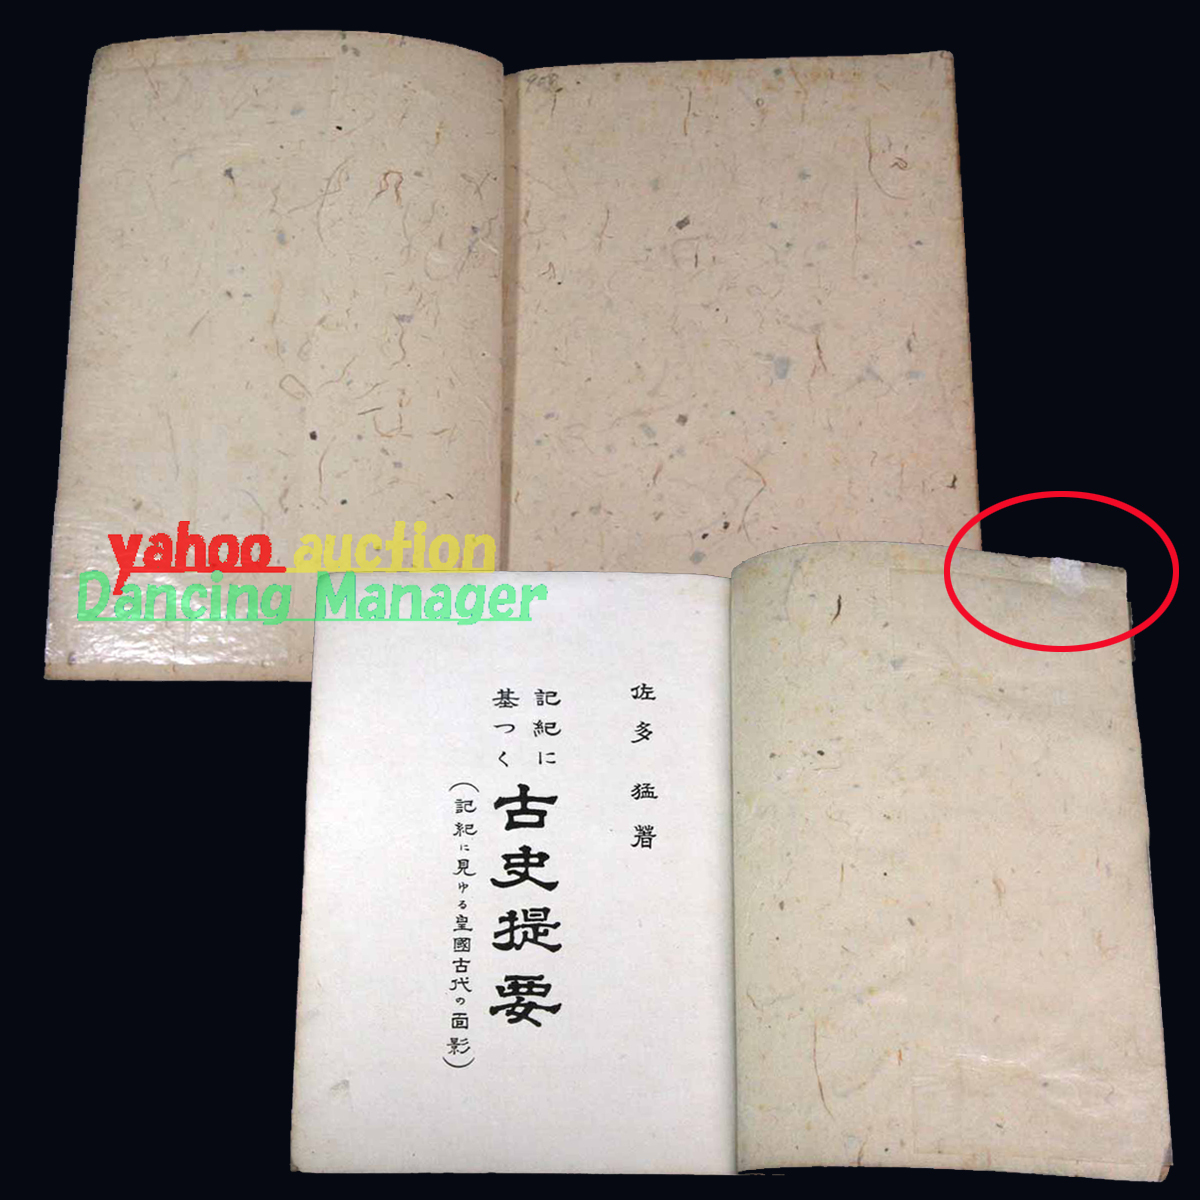 yahoo auction
Dancing Manager
佐多猛著
記紀に
基つく
古史提要
(記紀に見ゆる皇國古代の面影)